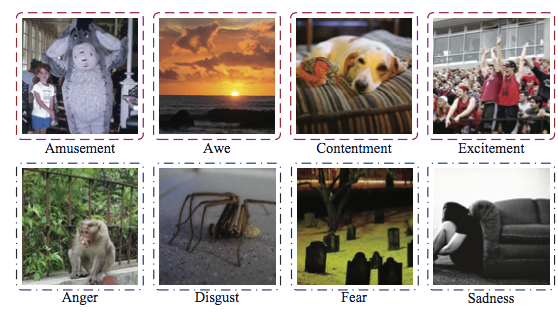 Amusement
Awe
Contentment
Excitement
Anger
Disgust
Fear
Sadness